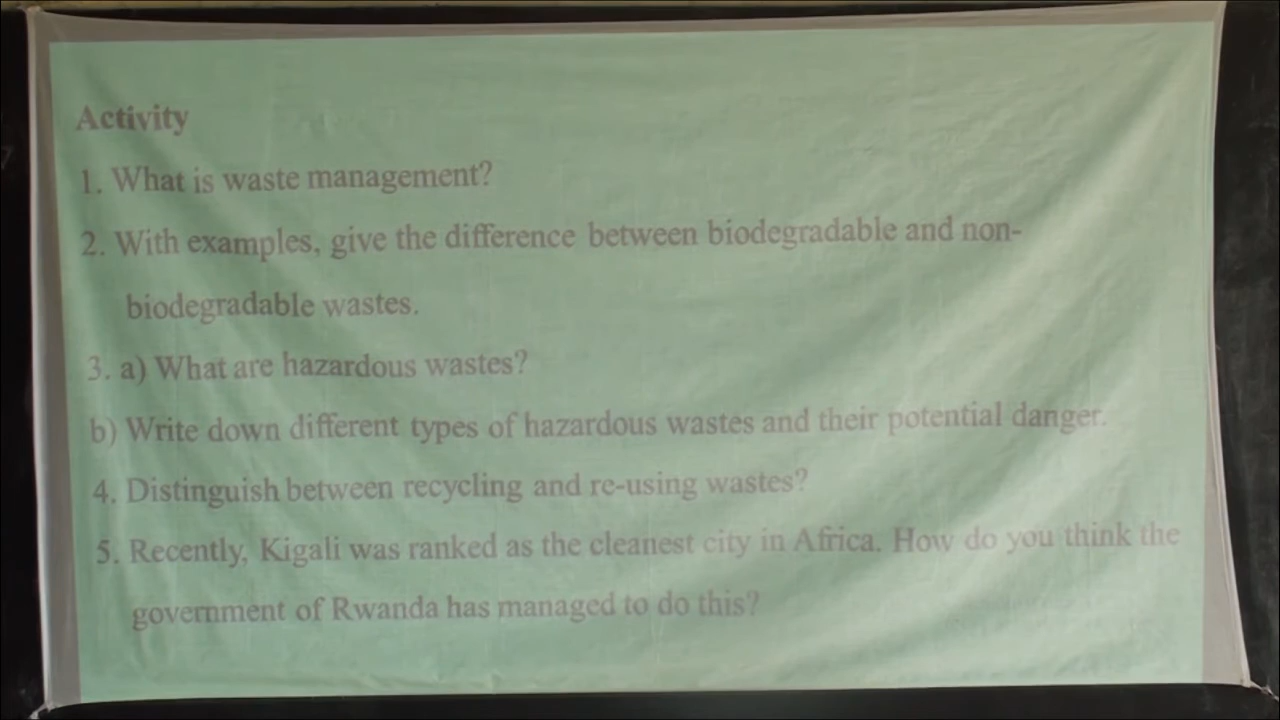 Activity
1. What is waste management?
2. With examples, give the difference between biodegradable and non-
biodegradable wastes.
3. a) What are hazardous wastes?
b) Write down different types of hazardous wastes and their potential danger.
4. Distinguish between recycling and re-using wastes?
5. Recently, Kigali was ranked as the cleanest city in Africa. How do you think the
government of Rwanda has managed to do this?